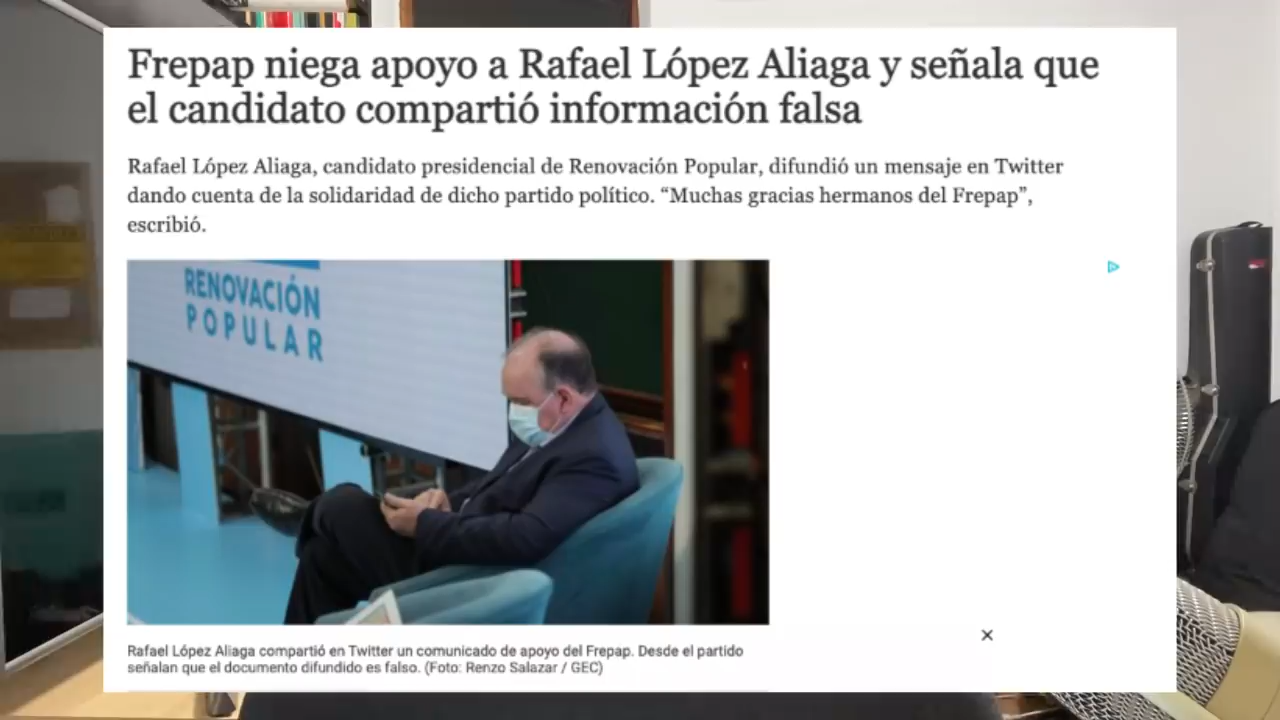 Frepap niega apoyo a Rafael López Aliaga y señala que
el candidato compartió información falsa
Rafael López Aliaga, candidato presidencial de Renovación Popular, difundió un mensaje en Twitter
dando cuenta de la solidaridad de dicho partido político. “Muchas gracias hermanos del Frepap”,
escribió.
RENOVACIÓN
POPULAR
Rafael López Aliaga compartió en Twitter un comunicado de apoyo del Frepap. Desde el partido
señalan que el documento difundido es falso. (Foto: Renzo Salazar / GEC)